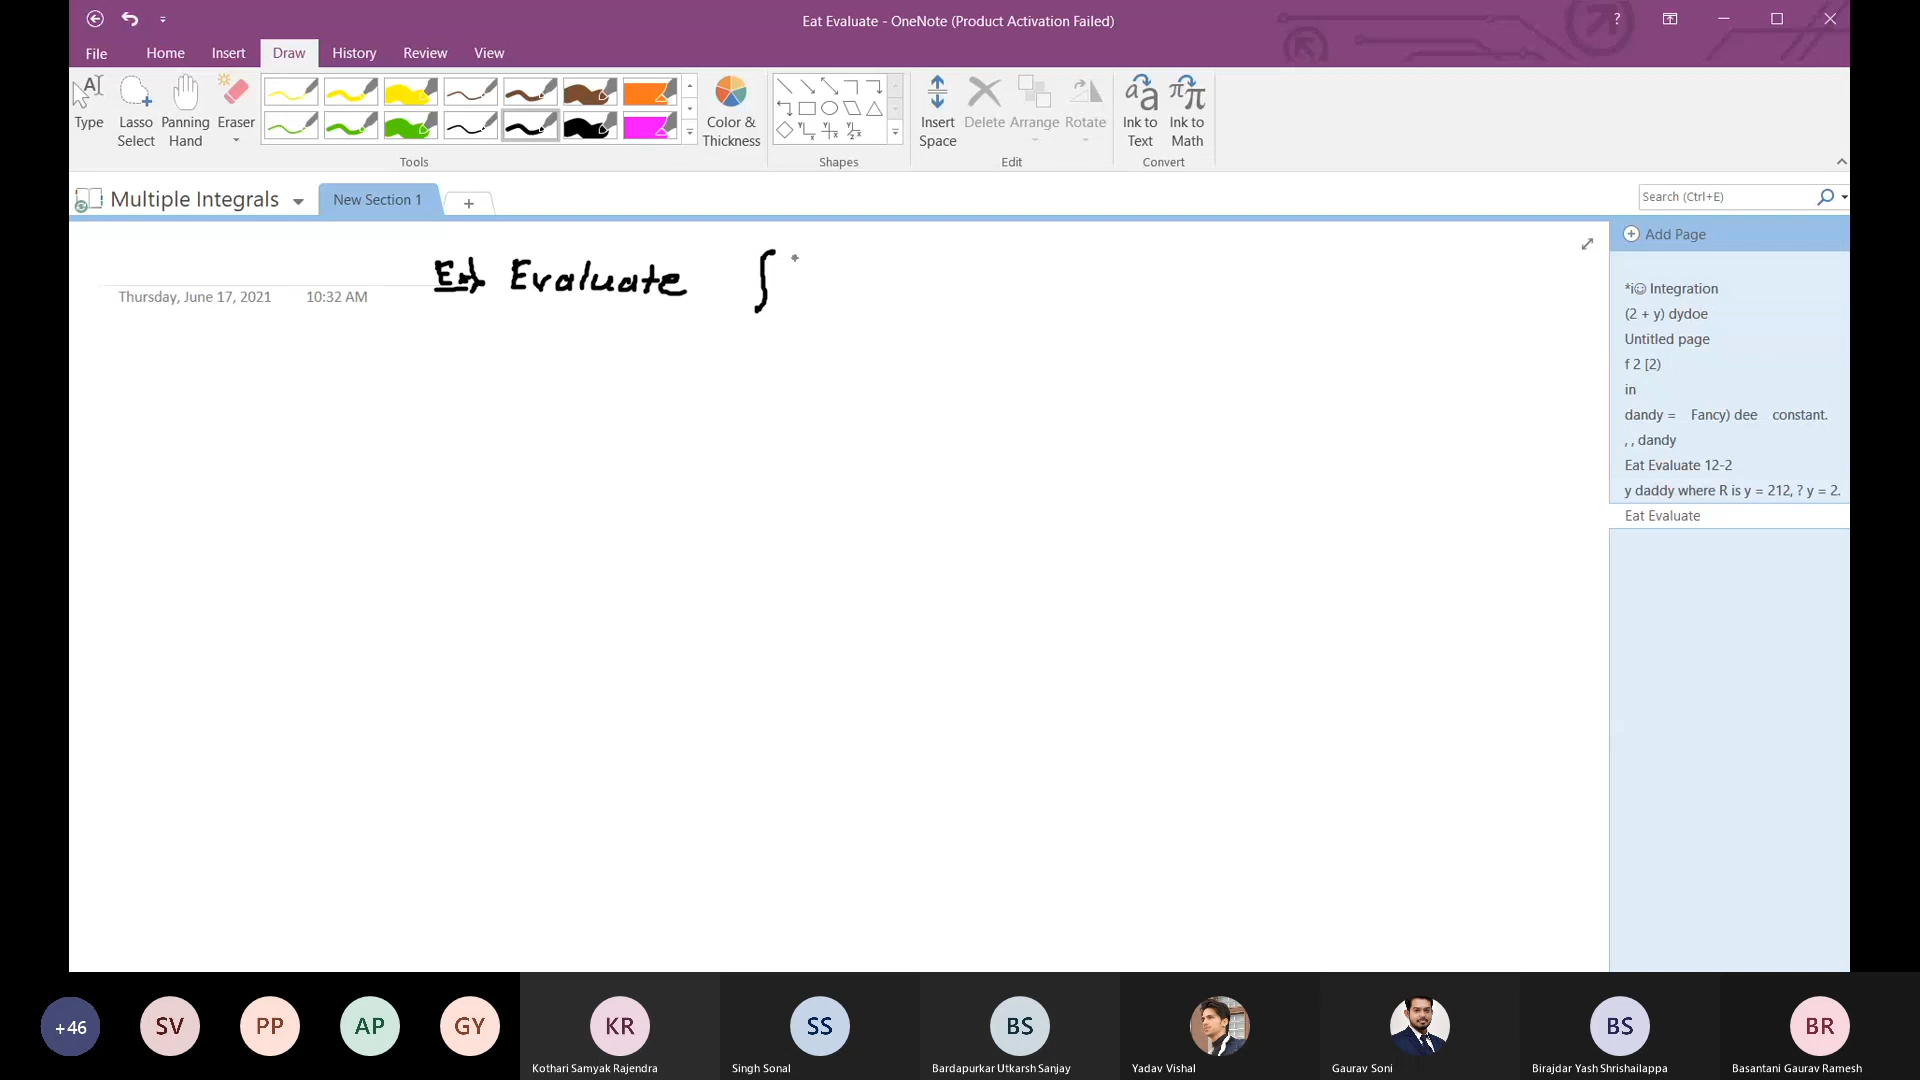 Eat Evaluate - OneNote (Product Activation Failed)
?
File Home Insert Draw History Review View
Type
Lasso Select
Panning Hand
Eraser
Color & Thickness
Insert Space
Delete
Arrange
Rotate
Ink to Text
Ink to Math
Tools
Shapes
Edit
Convert
Multiple Integrals
New Section 1
+
Search (Ctrl+E)
Add Page
Ex) Evaluate ∫
Thursday, June 17, 2021 10:32 AM
*i☺ Integration
(2 + y) dydoe
Untitled page
f 2 [2)
in
dandy = Fancy) dee constant.
, , dandy
Eat Evaluate 12-2
y daddy where R is y = 212, ? y = 2.
Eat Evaluate
+46
SV
PP
AP
GY
KR
SS
BS
BS
BR
Kothari Samyak Rajendra
Singh Sonal
Bardapurkar Utkarsh Sanjay
Yadav Vishal
Gaurav Soni
Birajdar Yash Shrishailappa
Basantani Gaurav Ramesh